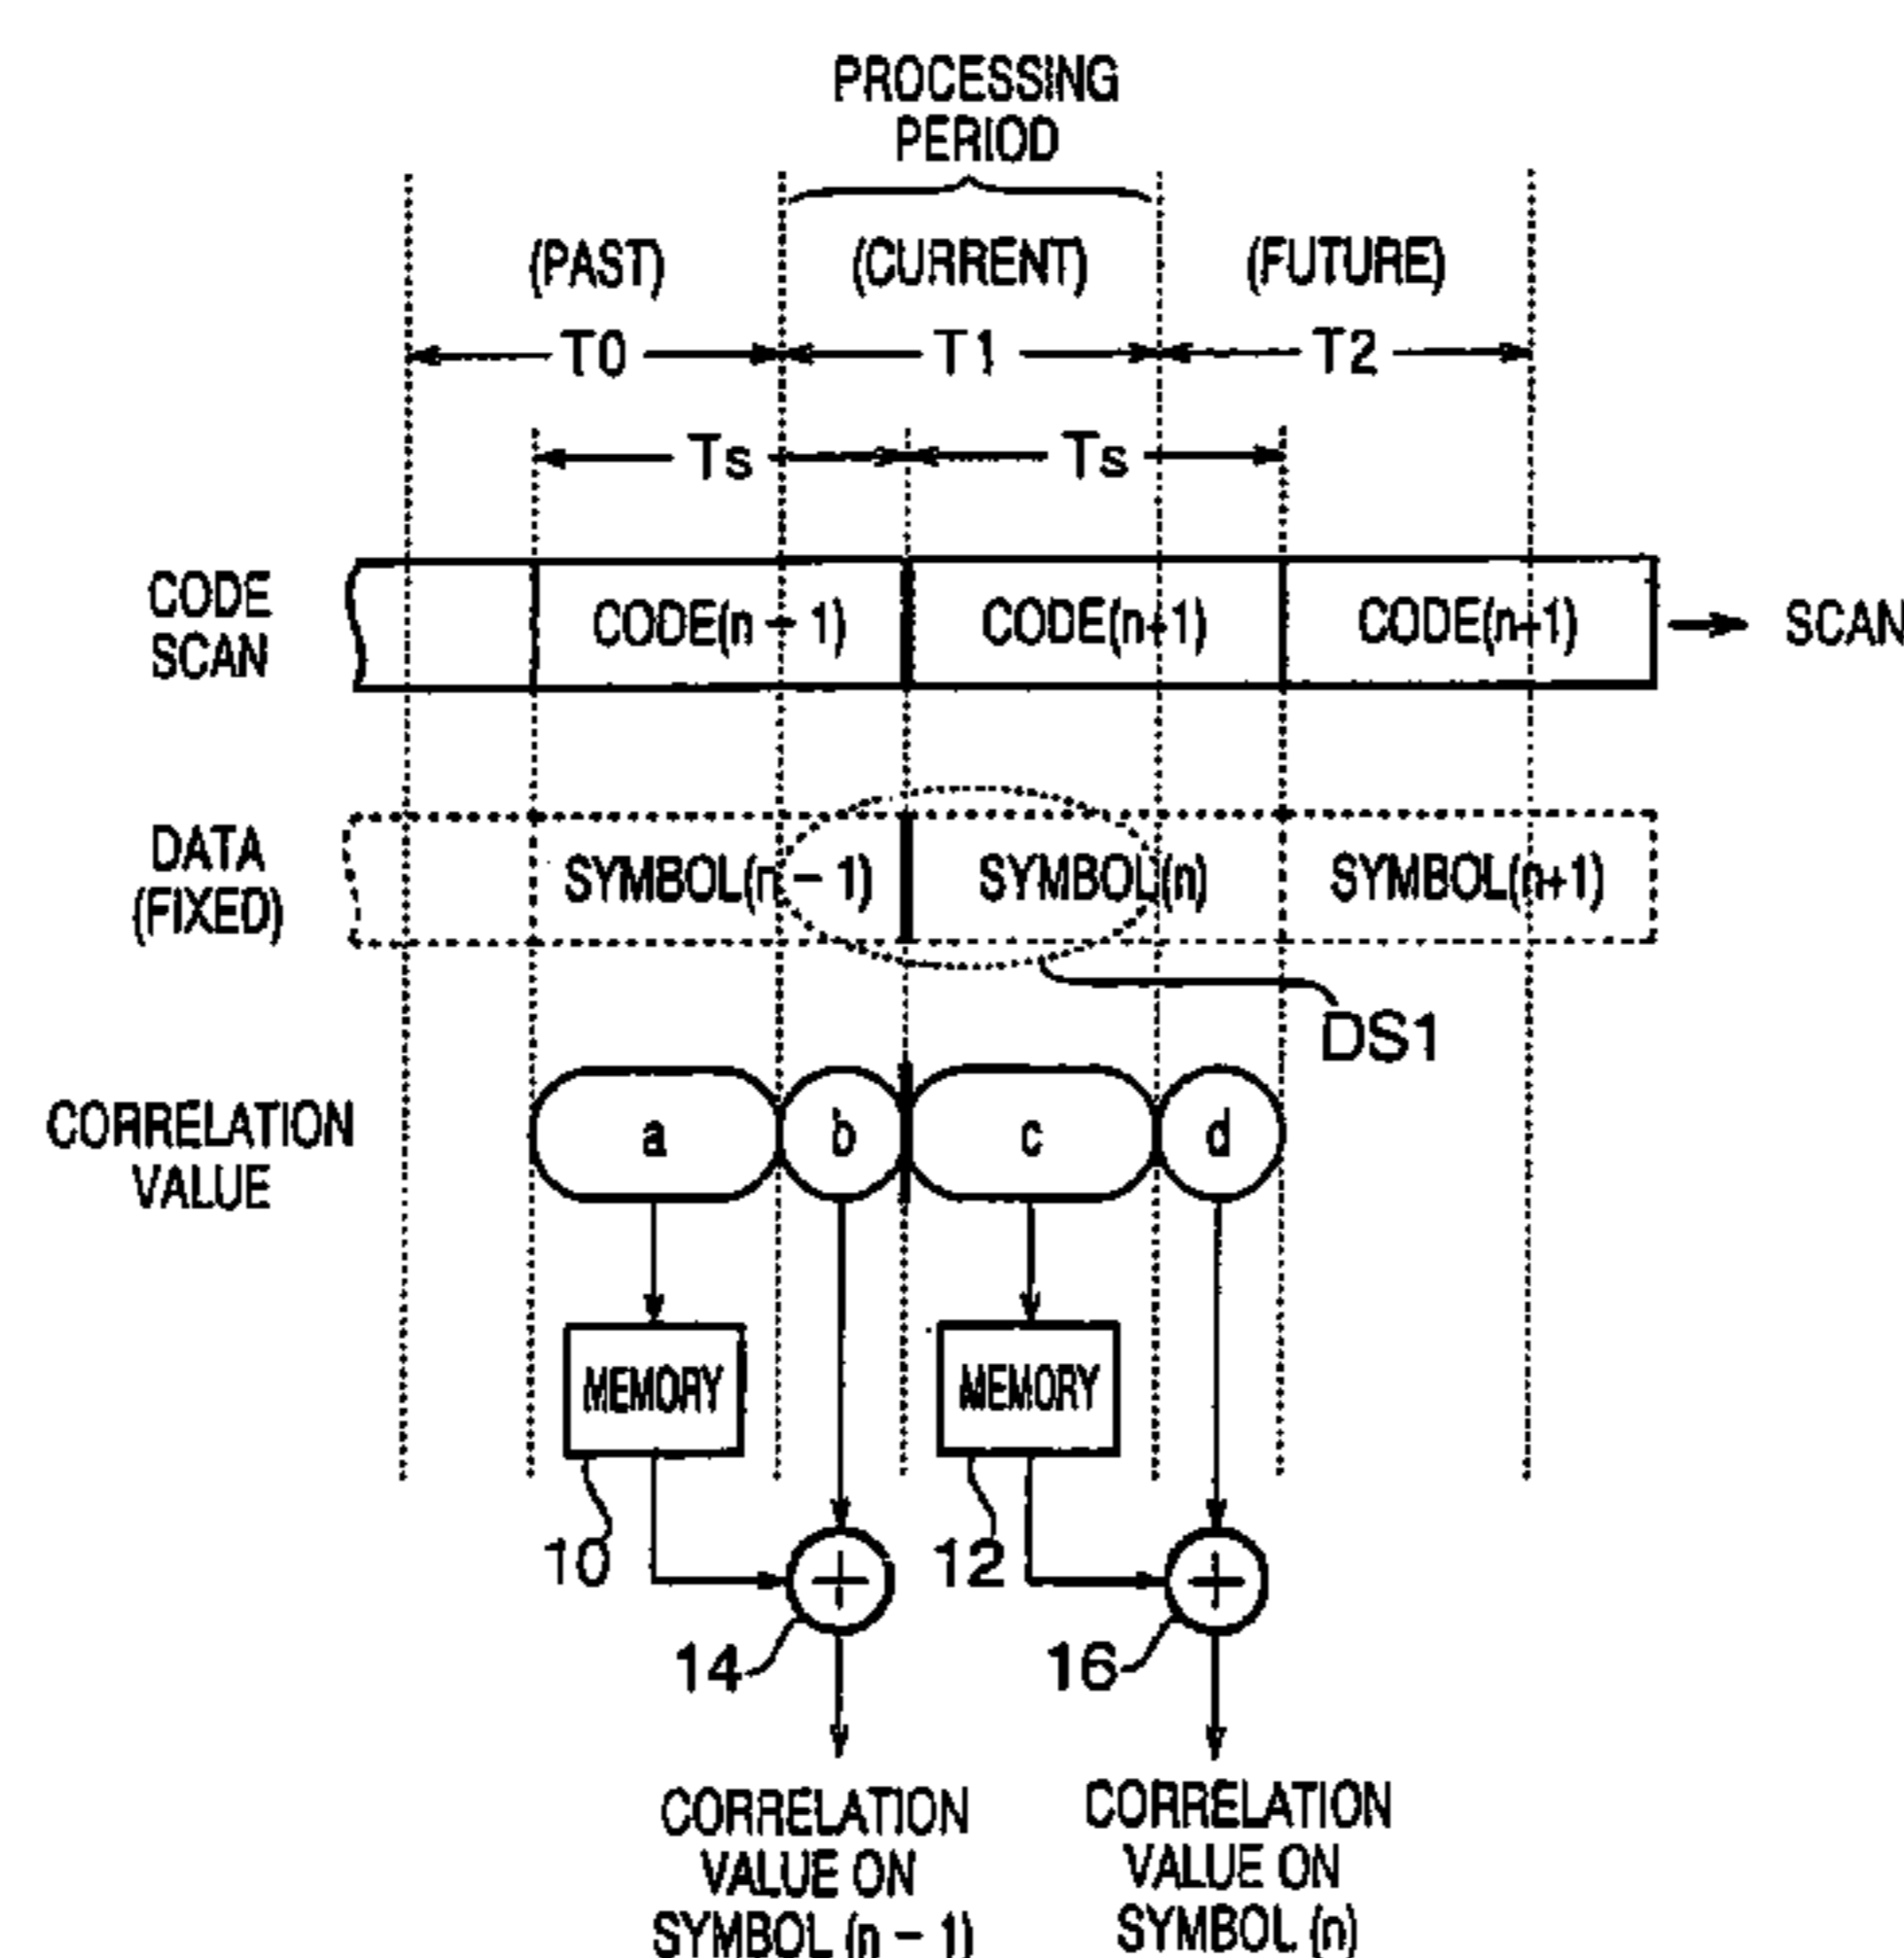 PROCESSING
PERIOD
(PAST)
(CURRENT)
(FUTURE)
T0
T1
T2
Ts
Ts
CODE
SCAN
CODE(n - 1)
CODE(n+1)
CODE(n+1)
SCAN
DATA
(FIXED)
SYMBOL(n - 1)
SYMBOL(n)
SYMBOL(n+1)
DS1
CORRELATION
VALUE
a
b
c
d
MEMORY
MEMORY
10
12
+
+
14
16
CORRELATION
VALUE ON
SYMBOL (n - 1)
CORRELATION
VALUE ON
SYMBOL (n)